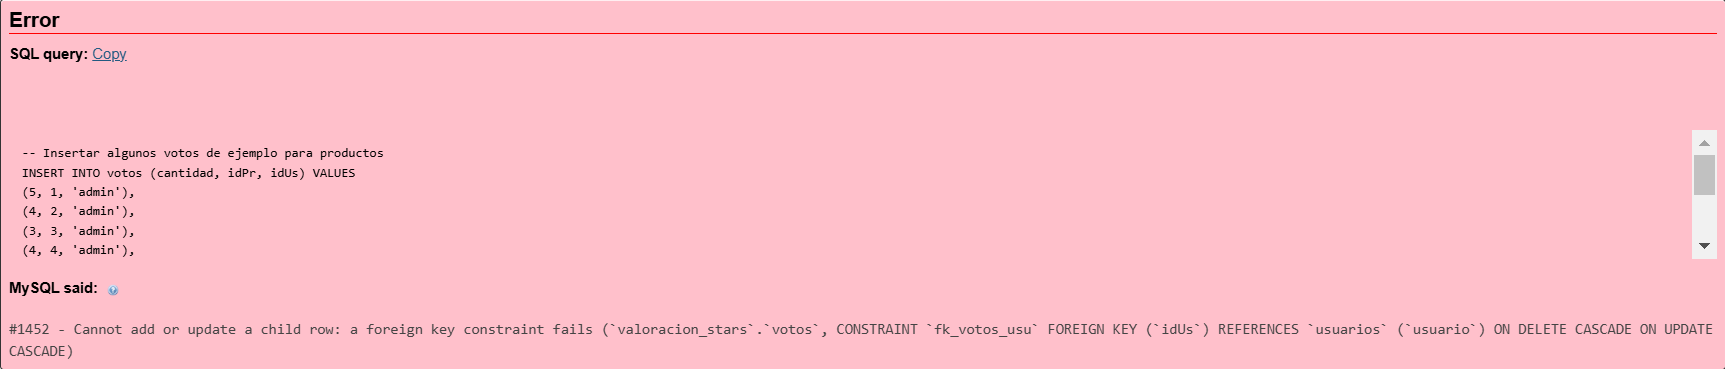 Error
SQL query: Copy
-- Insertar algunos votos de ejemplo para productos
INSERT INTO votos (cantidad, idPr, idUs) VALUES
(5, 1, 'admin'),
(4, 2, 'admin'),
(3, 3, 'admin'),
(4, 4, 'admin'),
MySQL said:
#1452 - Cannot add or update a child row: a foreign key constraint fails (`valoracion_stars`.`votos`, CONSTRAINT `fk_votos_usu` FOREIGN KEY (`idUs`) REFERENCES `usuarios` (`usuario`) ON DELETE CASCADE ON UPDATE
CASCADE)